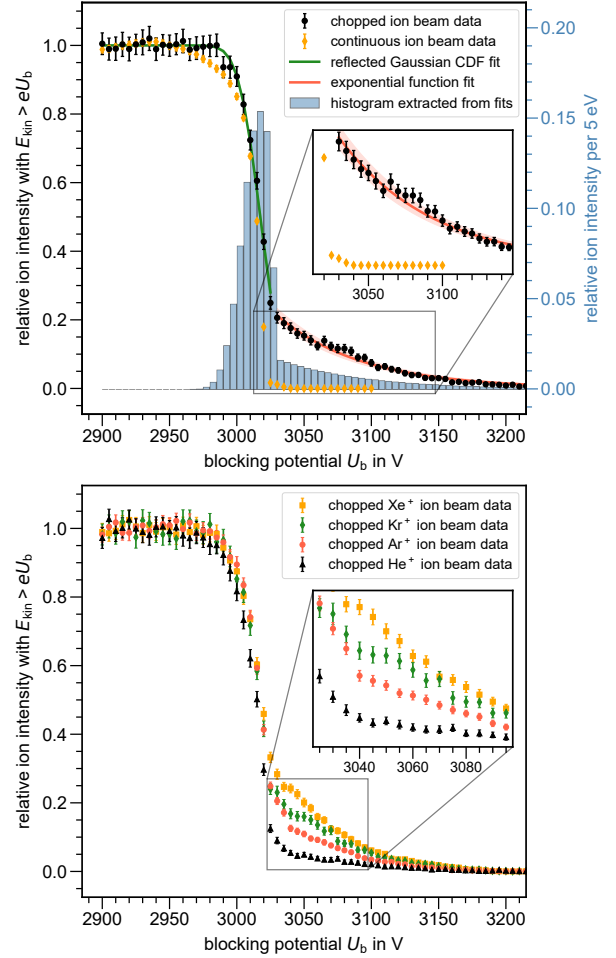 chopped ion beam data
continuous ion beam data
reflected Gaussian CDF fit
exponential function fit
histogram extracted from fits
relative ion intensity with E_kin > eU_b
1.0
0.8
0.6
0.4
0.2
0.0
0.20
0.15
0.10
0.05
0.00
relative ion intensity per 5 eV
3050
3100
2900
2950
3000
3050
3100
3150
3200
blocking potential U_b in V
chopped Xe⁺ ion beam data
chopped Kr⁺ ion beam data
chopped Ar⁺ ion beam data
chopped He⁺ ion beam data
relative ion intensity with E_kin > eU_b
1.0
0.8
0.6
0.4
0.2
0.0
3040
3060
3080
2900
2950
3000
3050
3100
3150
3200
blocking potential U_b in V